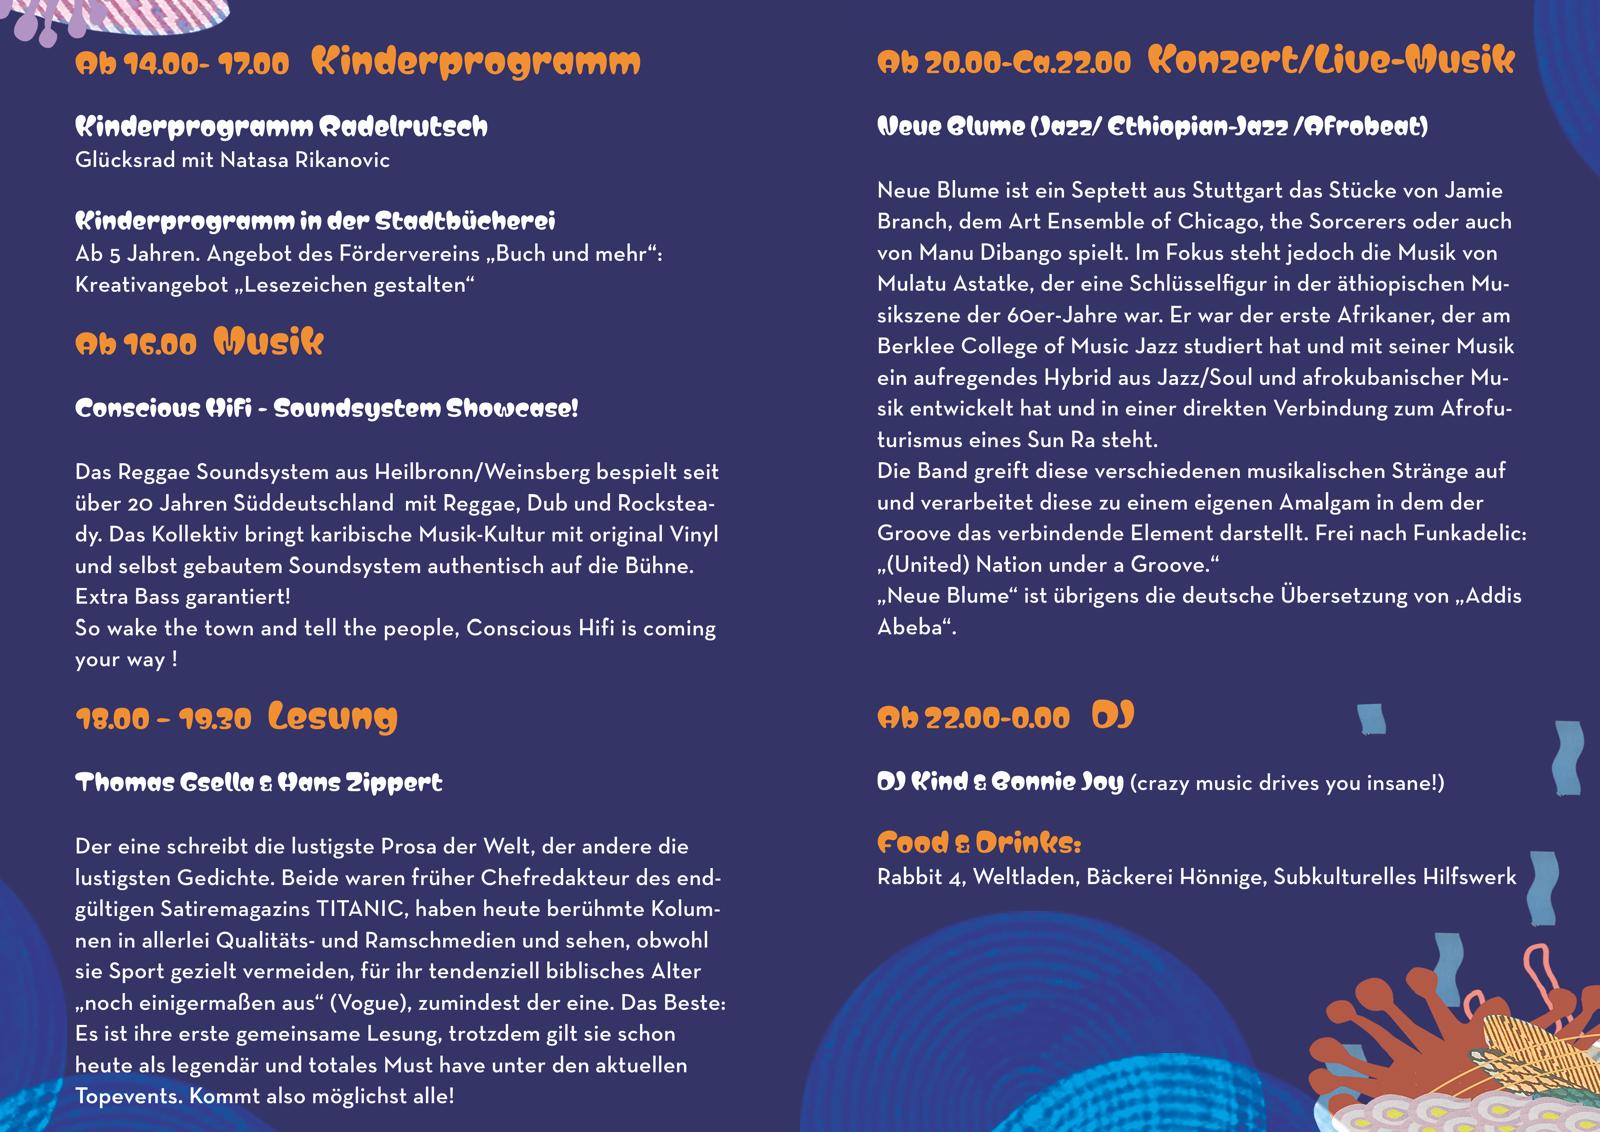 Ab 14.00- 17.00 Kinderprogramm
Kinderprogramm Radelrutsch
Glücksrad mit Natasa Rikanovic
Kinderprogramm in der Stadtbücherei
Ab 5 Jahren. Angebot des Fördervereins „Buch und mehr“:
Kreativangebot „Lesezeichen gestalten“
Ab 16.00 Musik
Conscious Hifi - Soundsystem Showcase!
Das Reggae Soundsystem aus Heilbronn/Weinsberg bespielt seit
über 20 Jahren Süddeutschland mit Reggae, Dub und Rockstea-
dy. Das Kollektiv bringt karibische Musik-Kultur mit original Vinyl
und selbst gebautem Soundsystem authentisch auf die Bühne.
Extra Bass garantiert!
So wake the town and tell the people, Conscious Hifi is coming
your way !
18.00 – 19.30 Lesung
Thomas Gsella & Hans Zippert
Der eine schreibt die lustigste Prosa der Welt, der andere die
lustigsten Gedichte. Beide waren früher Chefredakteur des end-
gültigen Satiremagazins TITANIC, haben heute berühmte Kolum-
nen in allerlei Qualitäts- und Ramschmedien und sehen, obwohl
sie Sport gezielt vermeiden, für ihr tendenziell biblisches Alter
„noch einigermaßen aus“ (Vogue), zumindest der eine. Das Beste:
Es ist ihre erste gemeinsame Lesung, trotzdem gilt sie schon
heute als legendär und totales Must have unter den aktuellen
Topevents. Kommt also möglichst alle!
Ab 20.00-Ca.22.00 Konzert/Live-Musik
Neue Blume (Jazz/ Ethiopian-Jazz /Afrobeat)
Neue Blume ist ein Septett aus Stuttgart das Stücke von Jamie
Branch, dem Art Ensemble of Chicago, the Sorcerers oder auch
von Manu Dibango spielt. Im Fokus steht jedoch die Musik von
Mulatu Astatke, der eine Schlüsselfigur in der äthiopischen Mu-
sikszene der 60er-Jahre war. Er war der erste Afrikaner, der am
Berklee College of Music Jazz studiert hat und mit seiner Musik
ein aufregendes Hybrid aus Jazz/Soul und afrokubanischer Mu-
sik entwickelt hat und in einer direkten Verbindung zum Afrofu-
turismus eines Sun Ra steht.
Die Band greift diese verschiedenen musikalischen Stränge auf
und verarbeitet diese zu einem eigenen Amalgam in dem der
Groove das verbindende Element darstellt. Frei nach Funkadelic:
„(United) Nation under a Groove.“
„Neue Blume“ ist übrigens die deutsche Übersetzung von „Addis
Abeba“.
Ab 22.00-0.00 DJ
DJ Kind & Bonnie Joy (crazy music drives you insane!)
Food & Drinks:
Rabbit 4, Weltladen, Bäckerei Hönnige, Subkulturelles Hilfswerk